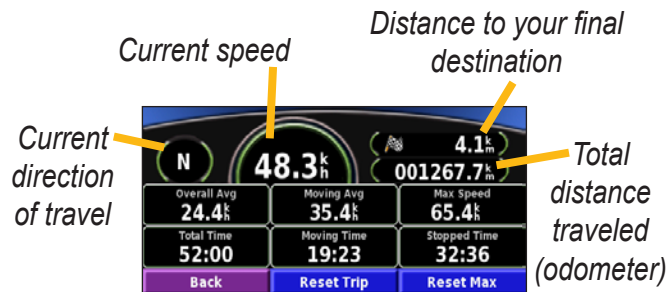 Current speed
Distance to your final
destination
Current
direction
of travel
N
48.3 k/h
4.1 k/m
001267.7 k/m
Total
distance
traveled
(odometer)
Overall Avg
24.4 k/h
Moving Avg
35.4 k/h
Max Speed
65.4 k/h
Total Time
52:00
Moving Time
19:23
Stopped Time
32:36
Back
Reset Trip
Reset Max